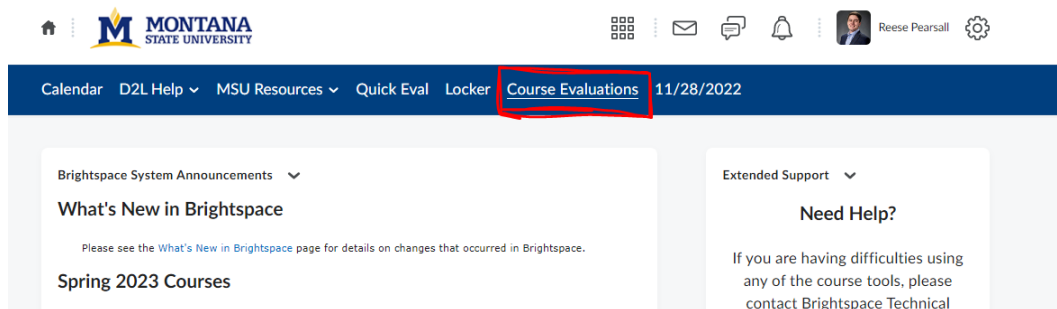 MONTANA
STATE UNIVERSITY
Reese Pearsall
Calendar D2L Help MSU Resources Quick Eval Locker Course Evaluations 11/28/2022
Brightspace System Announcements
What's New in Brightspace
Please see the What's New in Brightspace page for details on changes that occurred in Brightspace.
Spring 2023 Courses
Extended Support
Need Help?
If you are having difficulties using
any of the course tools, please
contact Brightspace Technical